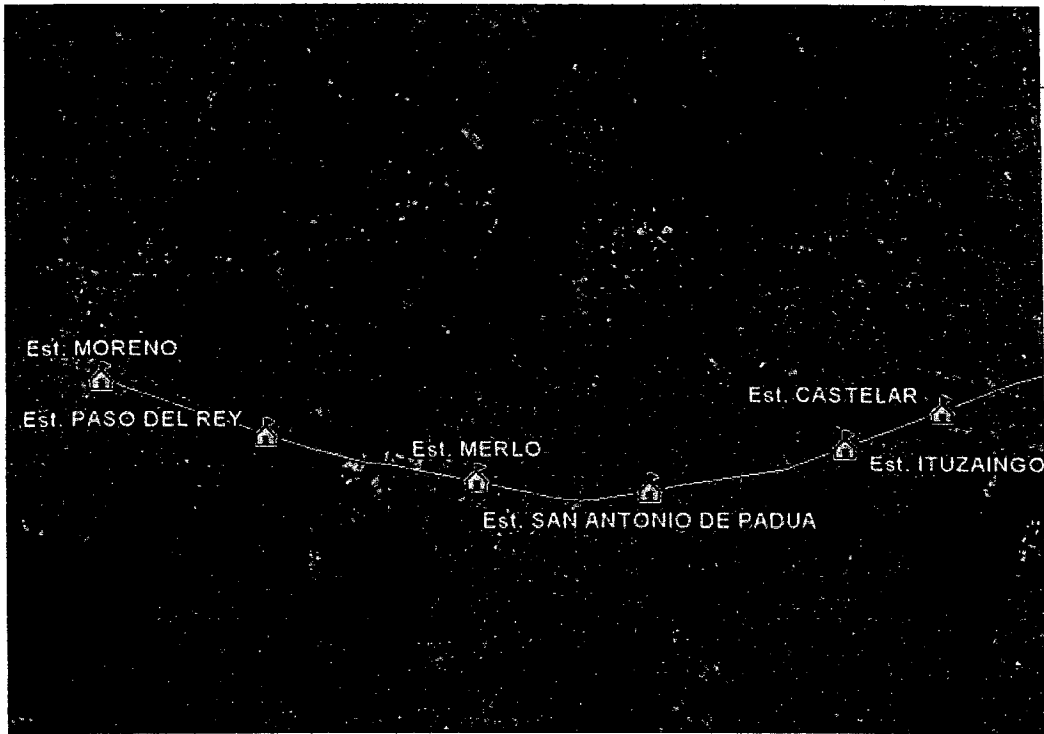 Est. MORENO
Est. PASO DEL REY
Est. MERLO
Est. SAN ANTONIO DE PADUA
Est. CASTELAR
Est. ITUZAINGO